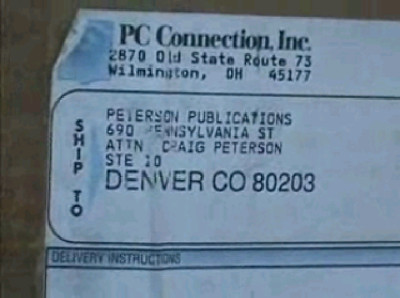 PC Connection, Inc.
2870 Old State Route 73
Wilmington, OH 45177
SHIP TO
PETERSON PUBLICATIONS
690 PENNSYLVANIA ST
ATTN CRAIG PETERSON
STE 10
DENVER CO 80203
DELIVERY INSTRUCTIONS